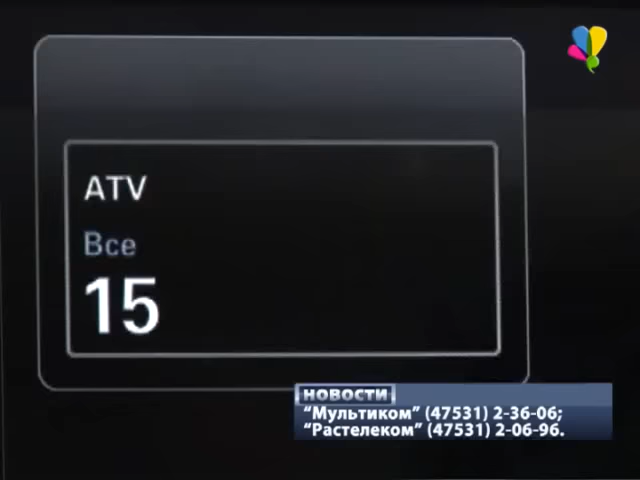 ATV
Все
15
НОВОСТИ
“Мультиком” (47531) 2-36-06;
“Растелеком” (47531) 2-06-96.